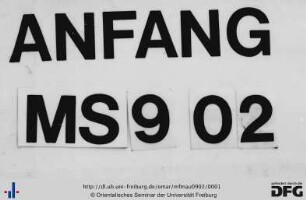 ANFANG
MS 9 02
http://dl.ub.uni-freiburg.de/omar/mfmau0902/0001
© Orientalisches Seminar der Universität Freiburg
DFG